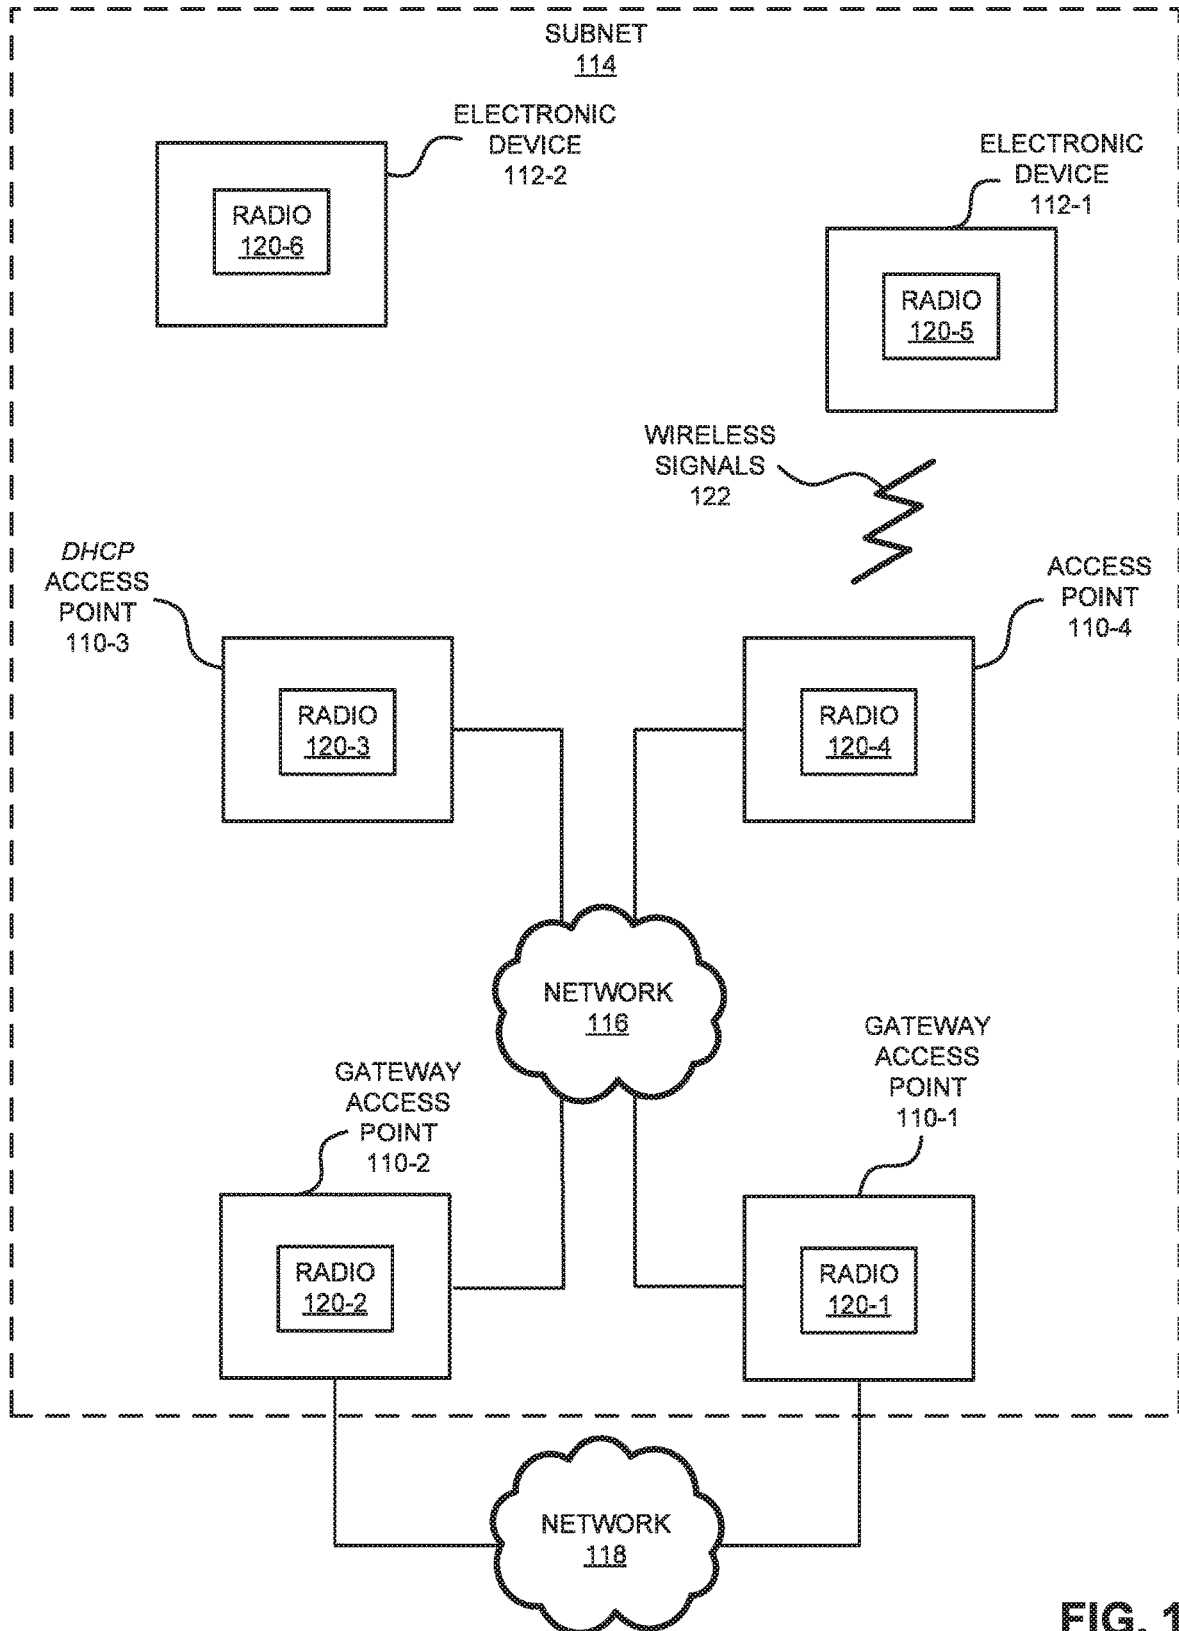 SUBNET
114
ELECTRONIC
DEVICE
112-2
ELECTRONIC
DEVICE
112-1
RADIO
120-6
RADIO
120-5
WIRELESS
SIGNALS
122
DHCP
ACCESS
POINT
110-3
ACCESS
POINT
110-4
RADIO
120-3
RADIO
120-4
NETWORK
116
GATEWAY
ACCESS
POINT
110-1
GATEWAY
ACCESS
POINT
110-2
RADIO
120-2
RADIO
120-1
NETWORK
118
FIG. 1